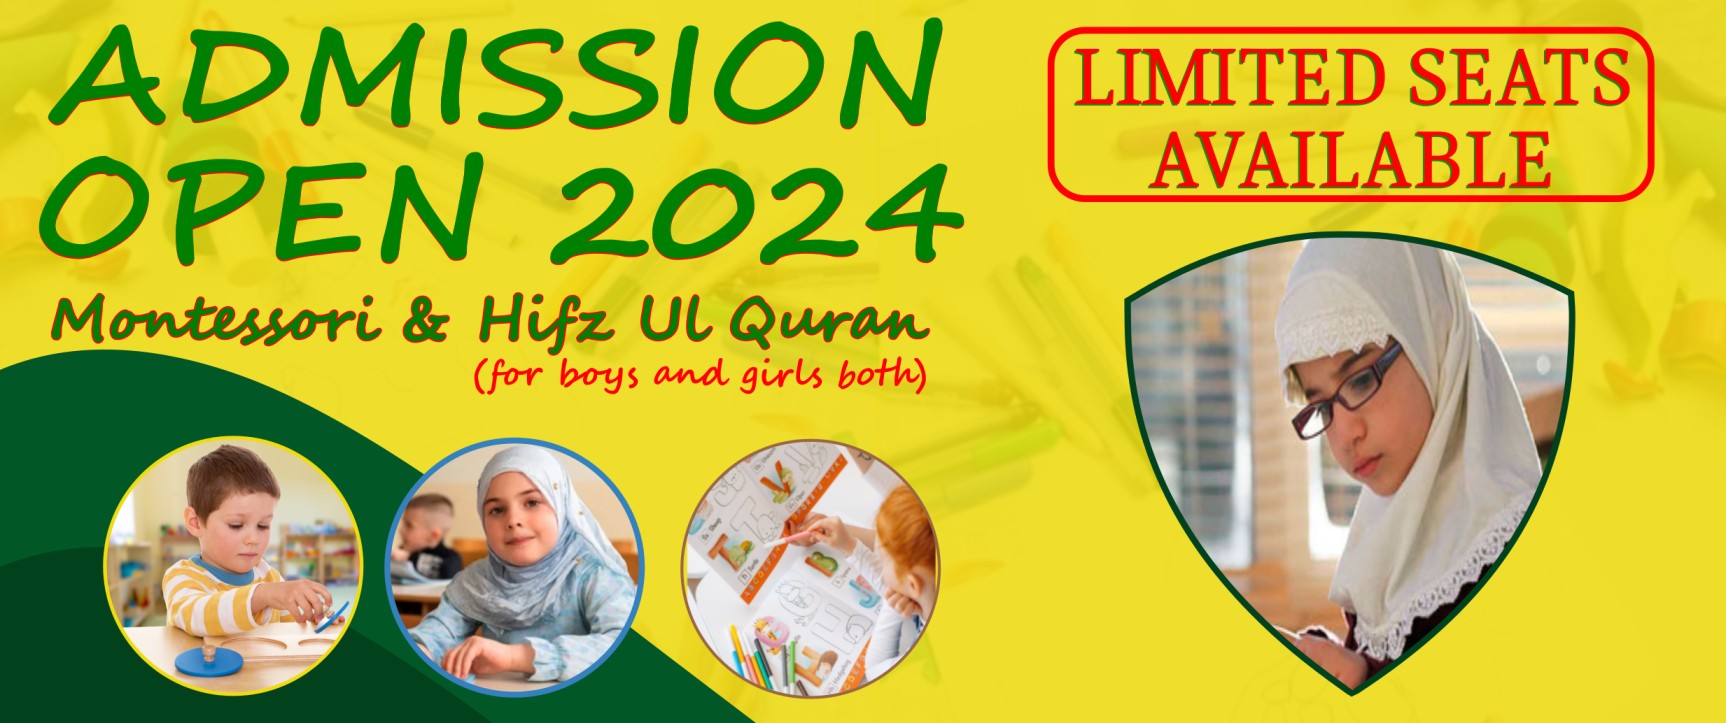 ADMISSION
OPEN 2024
Montessori & Hifz Ul Quran
(for boys and girls both)
LIMITED SEATS
AVAILABLE